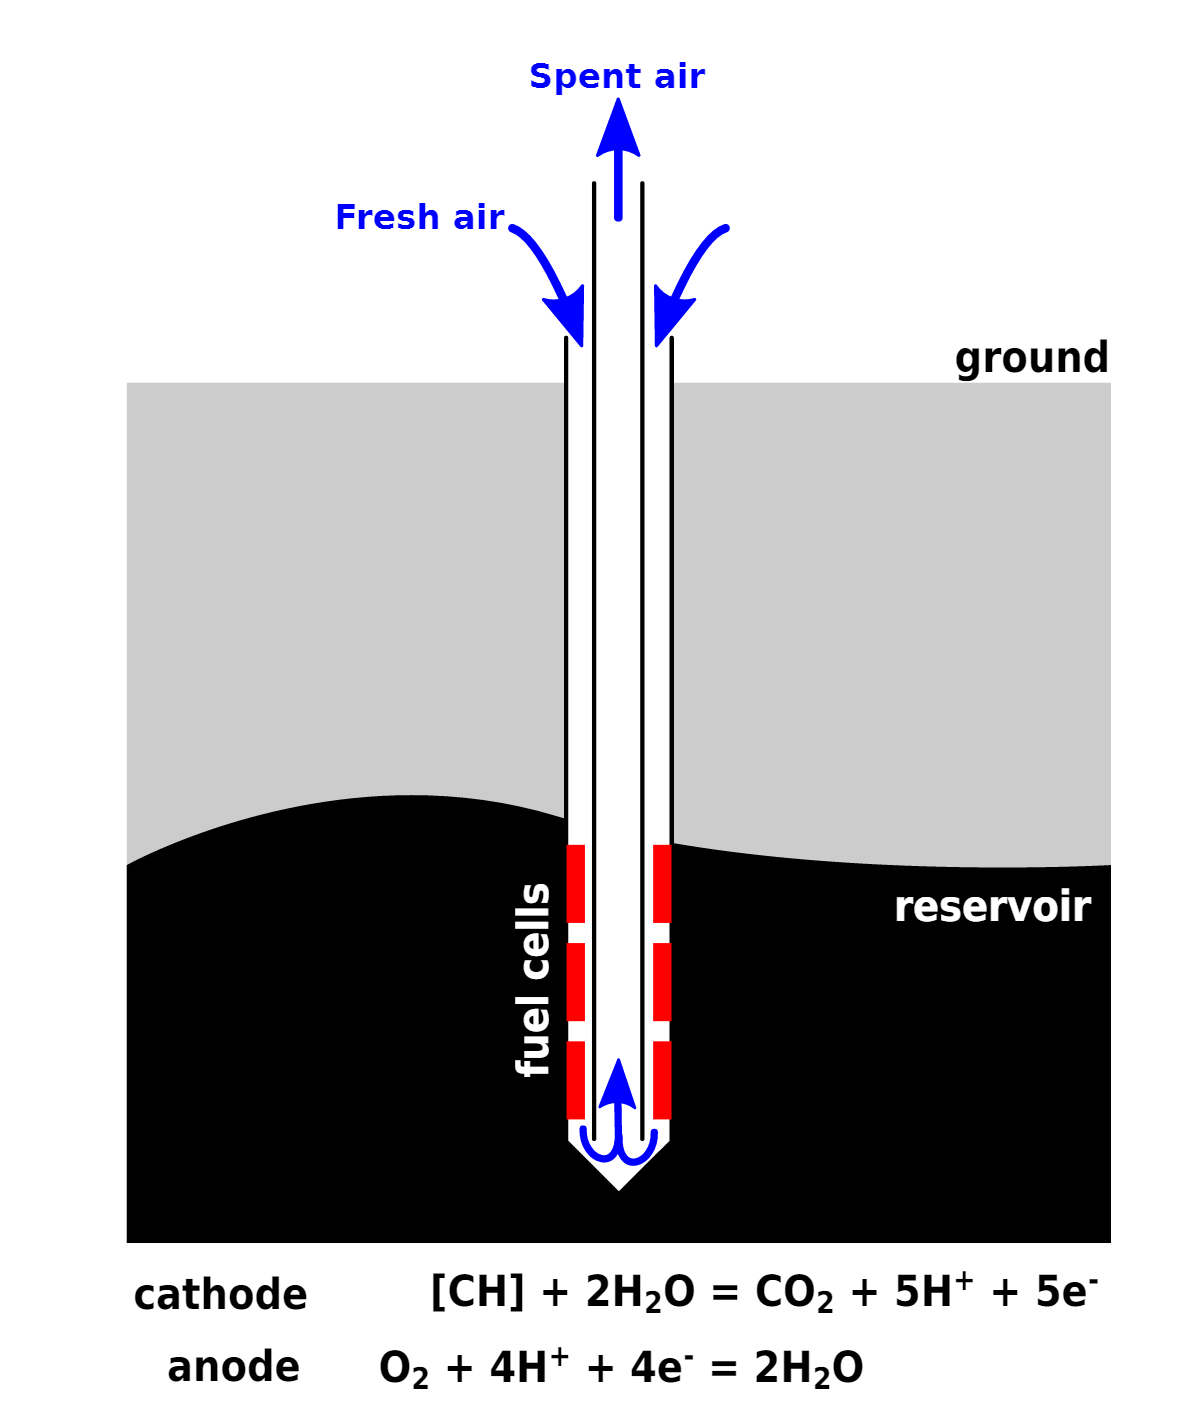 Spent air
Fresh air
ground
reservoir
fuel cells
cathode [CH] + 2H₂O = CO₂ + 5H⁺ + 5e⁻
anode O₂ + 4H⁺ + 4e⁻ = 2H₂O